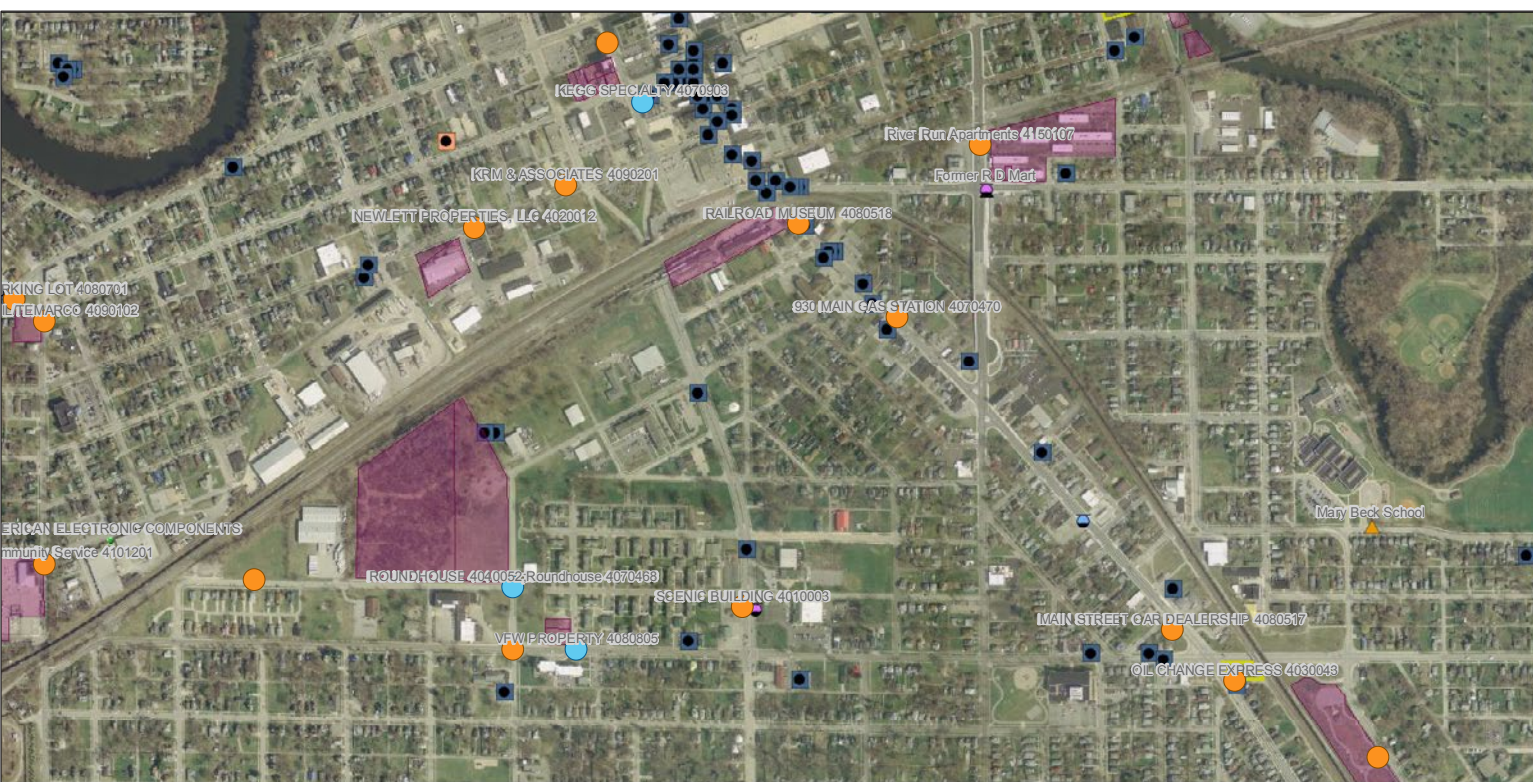 KEGG SPECIALTY 4070903
River Run Apartments 4150107
KRM & ASSOCIATES 4090201
Former R D Mart
NEWLETT PROPERTIES, LLC 4020012
RAILROAD MUSEUM 4080518
RKING LOT 4080701
930 MAIN GAS STATION 4070470
LITEMARCO 4090102
Mary Beck School
ERICAN ELECTRONIC COMPONENTS
mmunity Service 4101201
ROUNDHOUSE 4040052 Roundhouse 4070468
SCENIC BUILDING 4010003
MAIN STREET CAR DEALERSHIP 4080517
VFW PROPERTY 4080805
OIL CHANGE EXPRESS 4030043